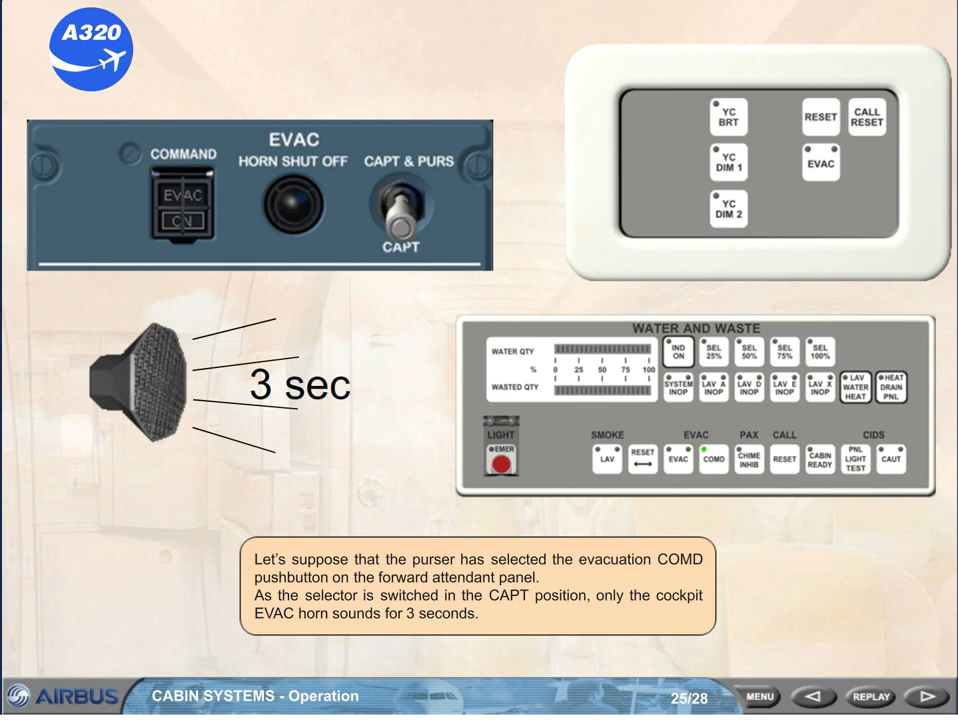 A320
EVAC
COMMAND
HORN SHUT OFF
CAPT & PURS
EVAC
ON
CAPT
YC
BRT
RESET
CALL
RESET
YC
DIM 1
EVAC
YC
DIM 2
3 sec
WATER AND WASTE
WATER QTY
% 0 25 50 75 100
WASTED QTY
IND
ON
SEL
25%
SEL
50%
SEL
75%
SEL
100%
SYSTEM
INOP
LAV A
INOP
LAV D
INOP
LAV E
INOP
LAV X
INOP
LAV
WATER
HEAT
HEAT
DRAIN
PNL
LIGHT
EMER
SMOKE
EVAC
PAX
CALL
CIDS
LAV
RESET
EVAC
COMD
CHIME
INHIB
RESET
CABIN
READY
PNL
LIGHT
TEST
CAUT
Let's suppose that the purser has selected the evacuation COMD
pushbutton on the forward attendant panel.
As the selector is switched in the CAPT position, only the cockpit
EVAC horn sounds for 3 seconds.
AIRBUS
CABIN SYSTEMS - Operation
25/28
MENU
REPLAY